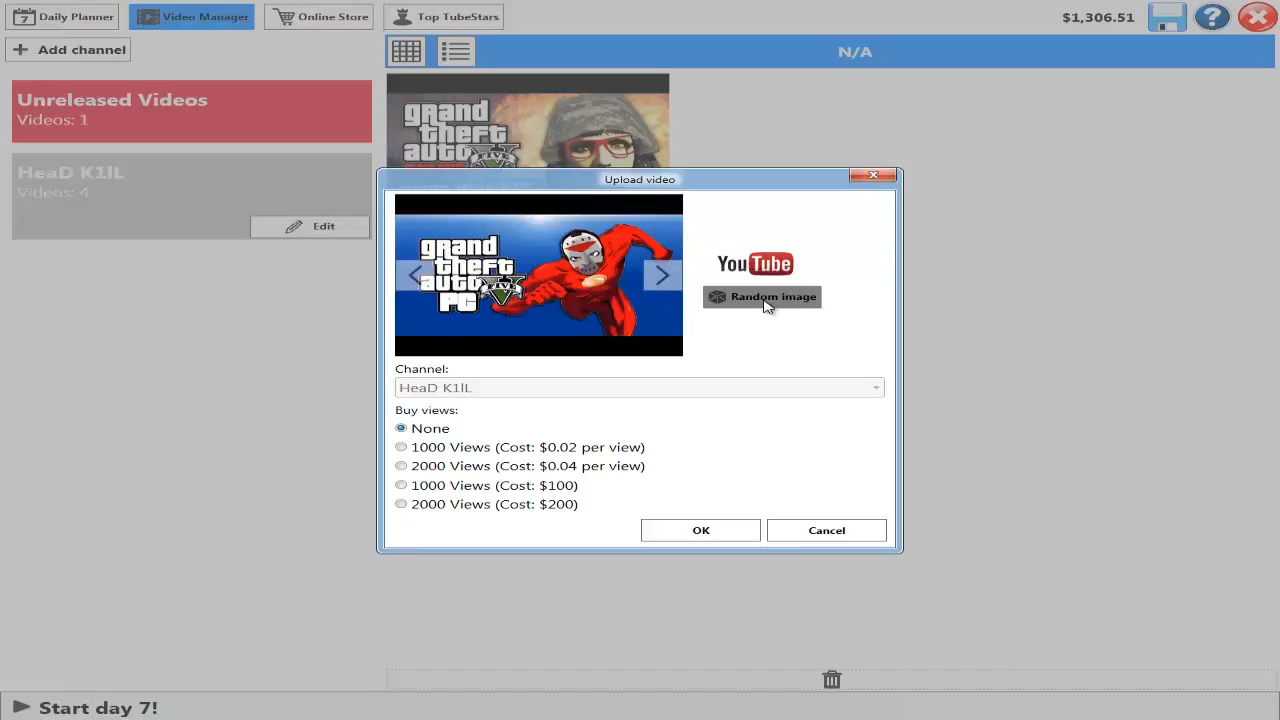 Daily Planner
Video Manager
Online Store
Top TubeStars
$1,306.51
?
Add channel
N/A
Unreleased Videos
Videos: 1
HeaD K1lL
Videos: 4
Edit
grand
theft
auto
V
FIVE
Upload video
grand
theft
auto
V
FIVE
PC
YouTube
Random image
Channel:
HeaD K1lL
Buy views:
None
1000 Views (Cost: $0.02 per view)
2000 Views (Cost: $0.04 per view)
1000 Views (Cost: $100)
2000 Views (Cost: $200)
OK
Cancel
Start day 7!